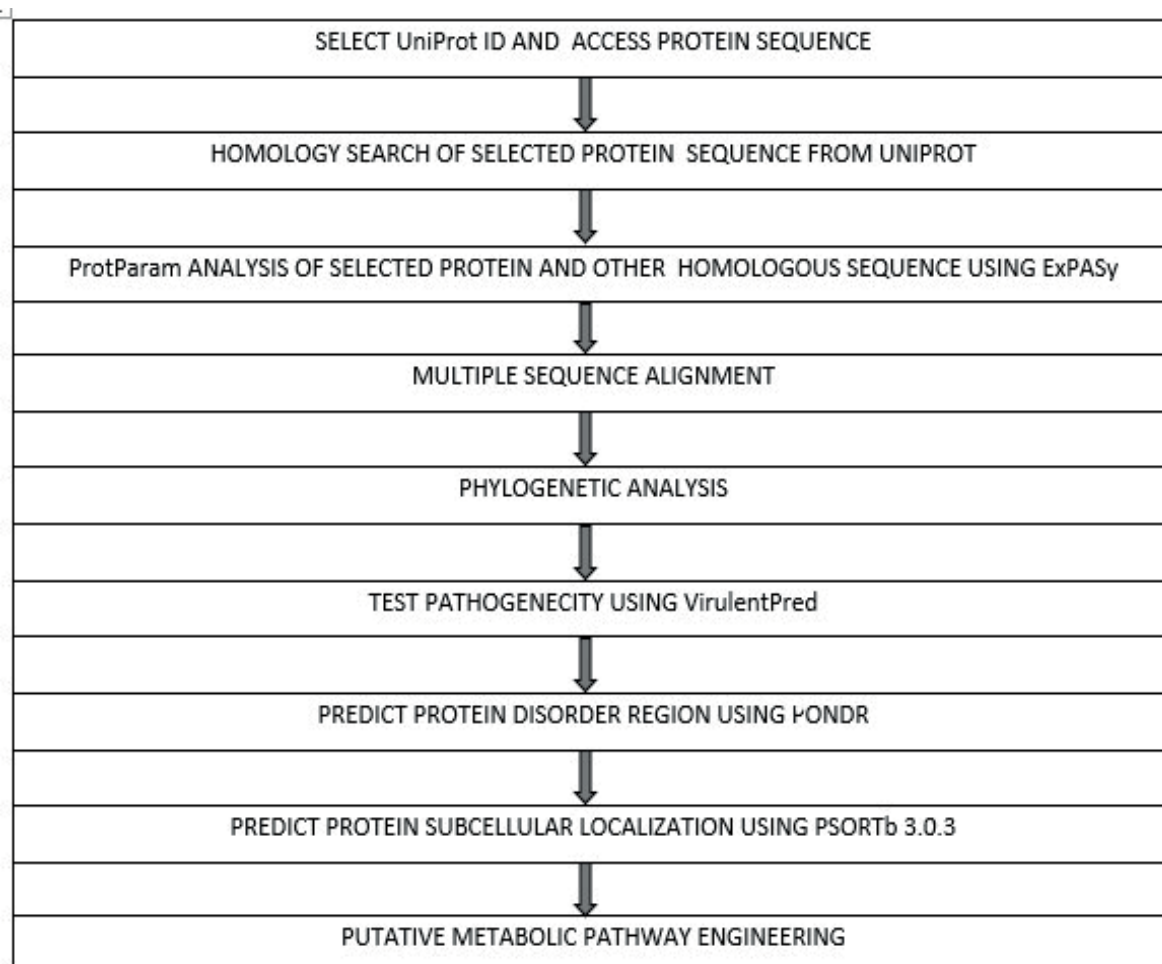 SELECT UniProt ID AND ACCESS PROTEIN SEQUENCE
HOMOLOGY SEARCH OF SELECTED PROTEIN SEQUENCE FROM UNIPROT
ProtParam ANALYSIS OF SELECTED PROTEIN AND OTHER HOMOLOGOUS SEQUENCE USING ExPASy
MULTIPLE SEQUENCE ALIGNMENT
PHYLOGENETIC ANALYSIS
TEST PATHOGENECITY USING VirulentPred
PREDICT PROTEIN DISORDER REGION USING PONDR
PREDICT PROTEIN SUBCELLULAR LOCALIZATION USING PSORTb 3.0.3
PUTATIVE METABOLIC PATHWAY ENGINEERING